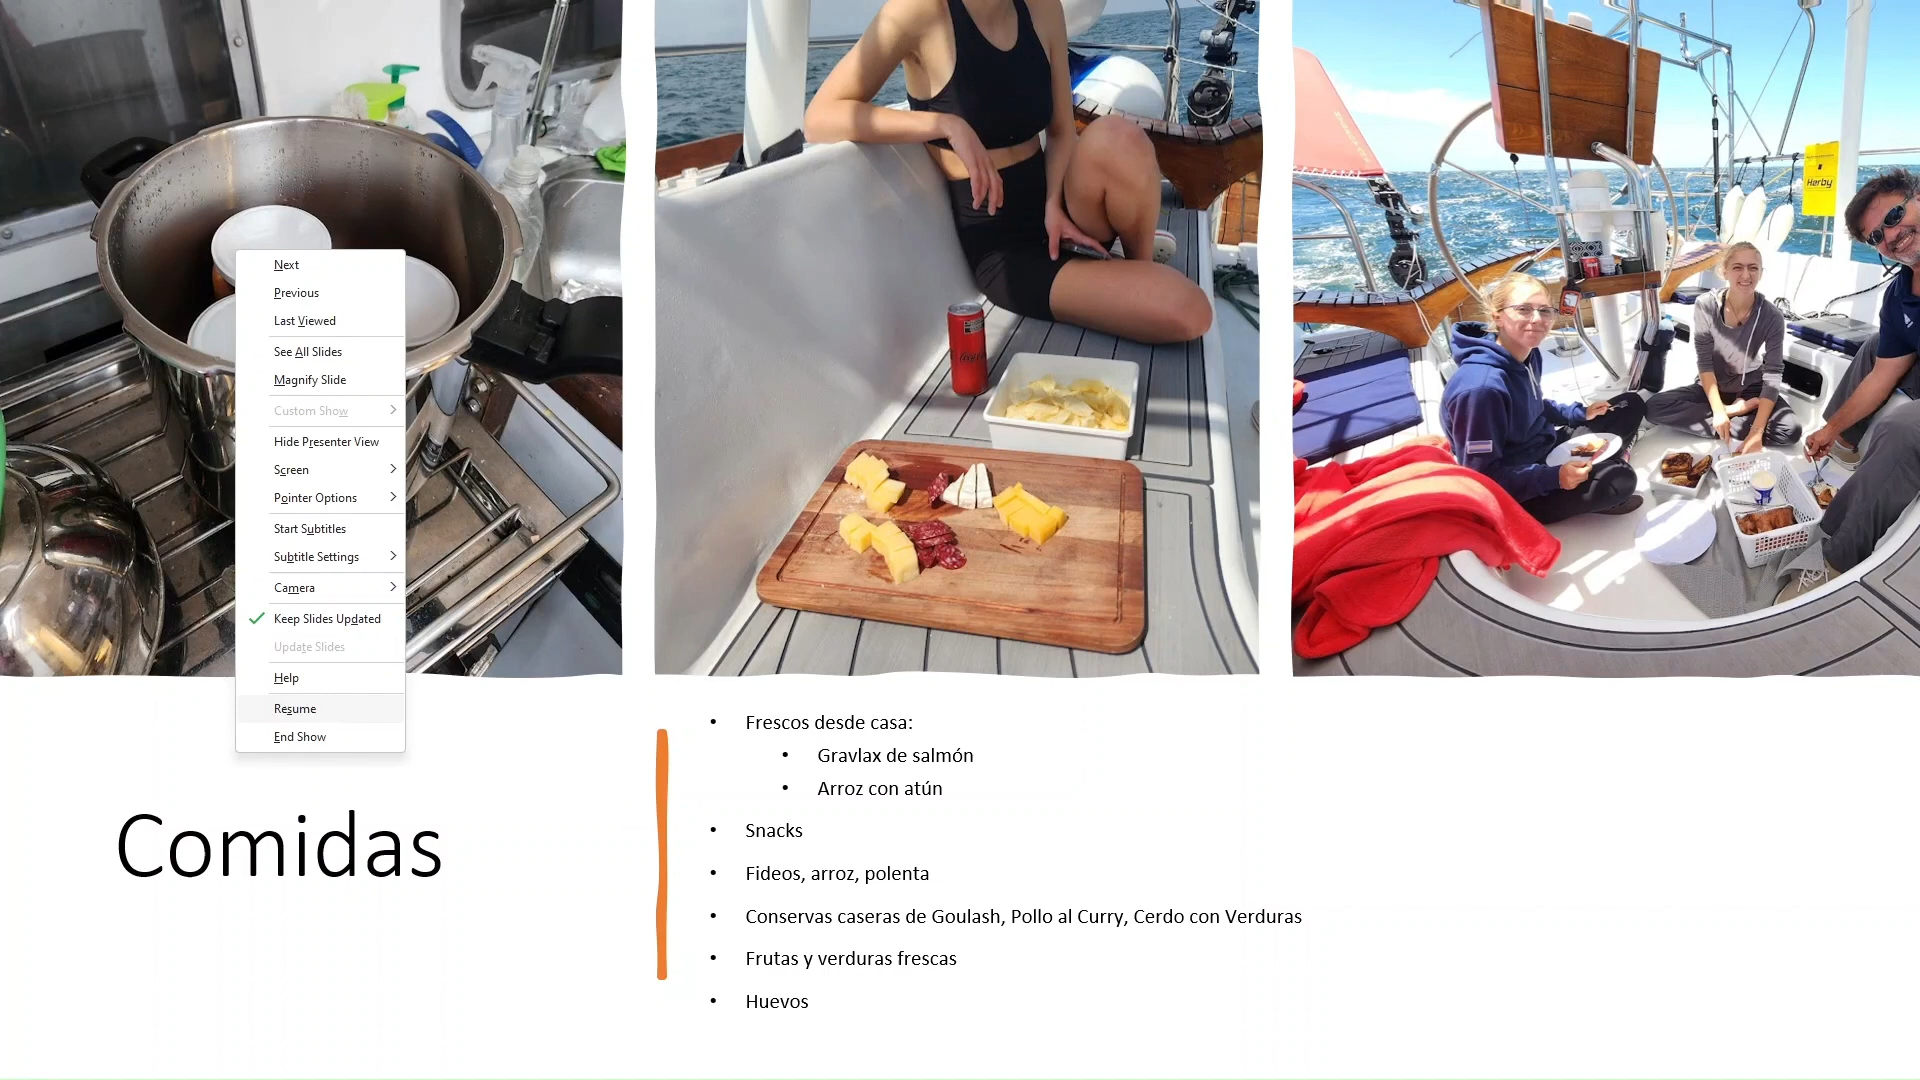 Next
Previous
Last Viewed
See All Slides
Magnify Slide
Custom Show
Hide Presenter View
Screen
Pointer Options
Start Subtitles
Subtitle Settings
Camera
Keep Slides Updated
Update Slides
Help
Resume
End Show
Herby
Comidas
• Frescos desde casa:
• Gravlax de salmón
• Arroz con atún
• Snacks
• Fideos, arroz, polenta
• Conservas caseras de Goulash, Pollo al Curry, Cerdo con Verduras
• Frutas y verduras frescas
• Huevos